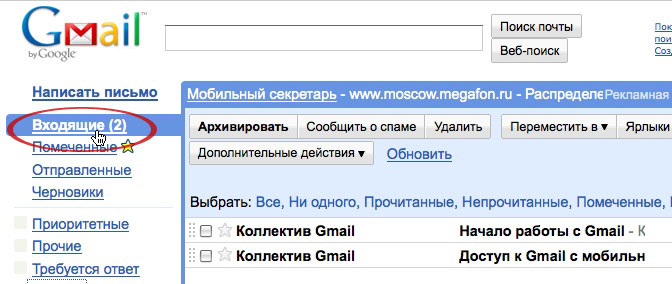 Gmail
by Google
Поиск почты
Веб-поиск
Написать письмо
Входящие (2)
Помеченные
Отправленные
Черновики
Приоритетные
Прочие
Требуется ответ
Мобильный секретарь - www.moscow.megafon.ru - Распределе Рекламная
Архивировать Сообщить о спаме Удалить Переместить в Ярлыки
Дополнительные действия Обновить
Выбрать: Все, Ни одного, Прочитанные, Непрочитанные, Помеченные,
Коллектив Gmail Начало работы с Gmail - К
Коллектив Gmail Доступ к Gmail с мобильн